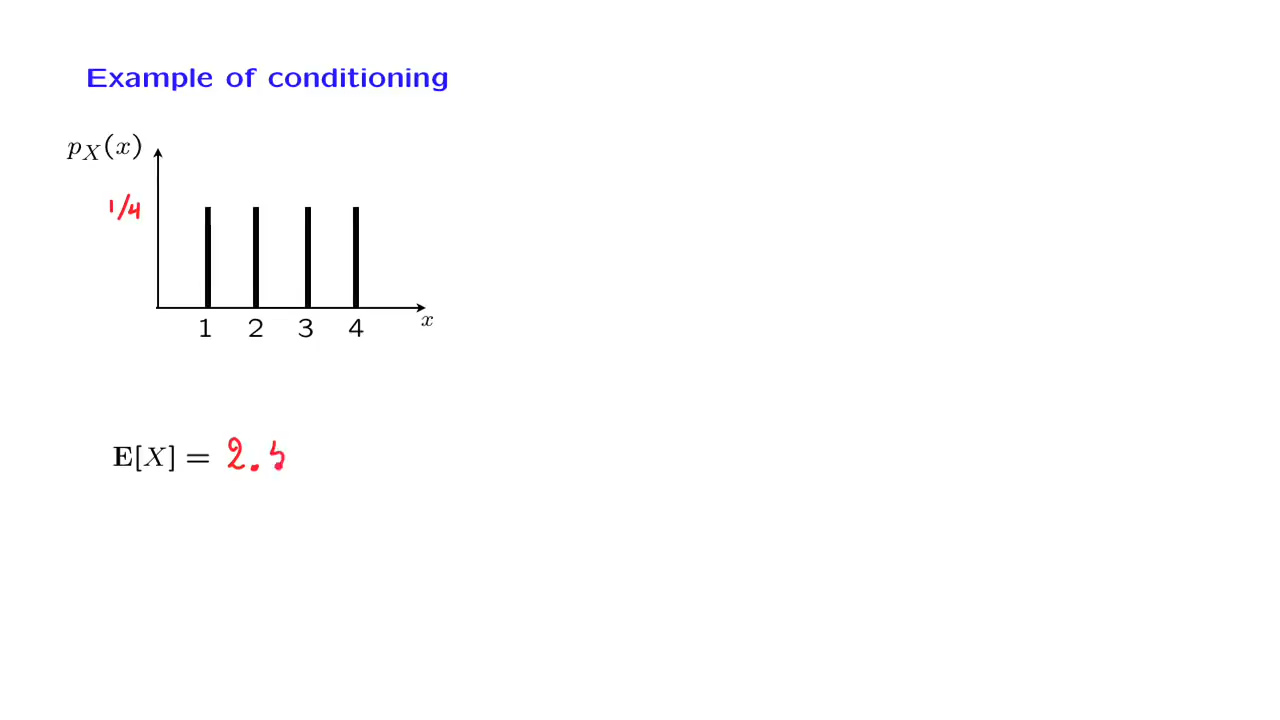 Example of conditioning
p_X(x)
1/4
1 2 3 4
x
E[X] = 2.5